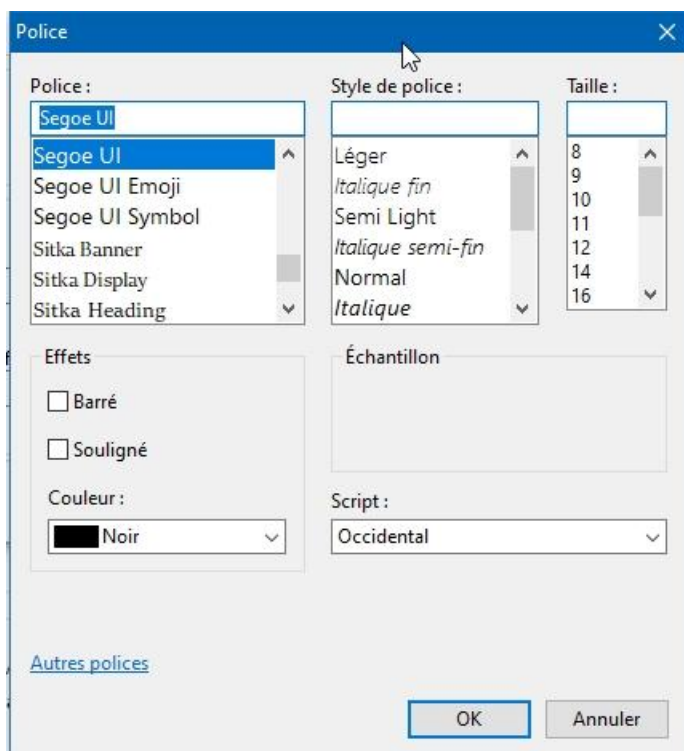 Police
Police :
Style de police :
Taille :
Segoe UI
Segoe UI
Segoe UI Emoji
Segoe UI Symbol
Sitka Banner
Sitka Display
Sitka Heading
Léger
Italique fin
Semi Light
Italique semi-fin
Normal
Italique
8
9
10
11
12
14
16
Effets
Barré
Souligné
Couleur :
Noir
Échantillon
Script :
Occidental
Autres polices
OK
Annuler